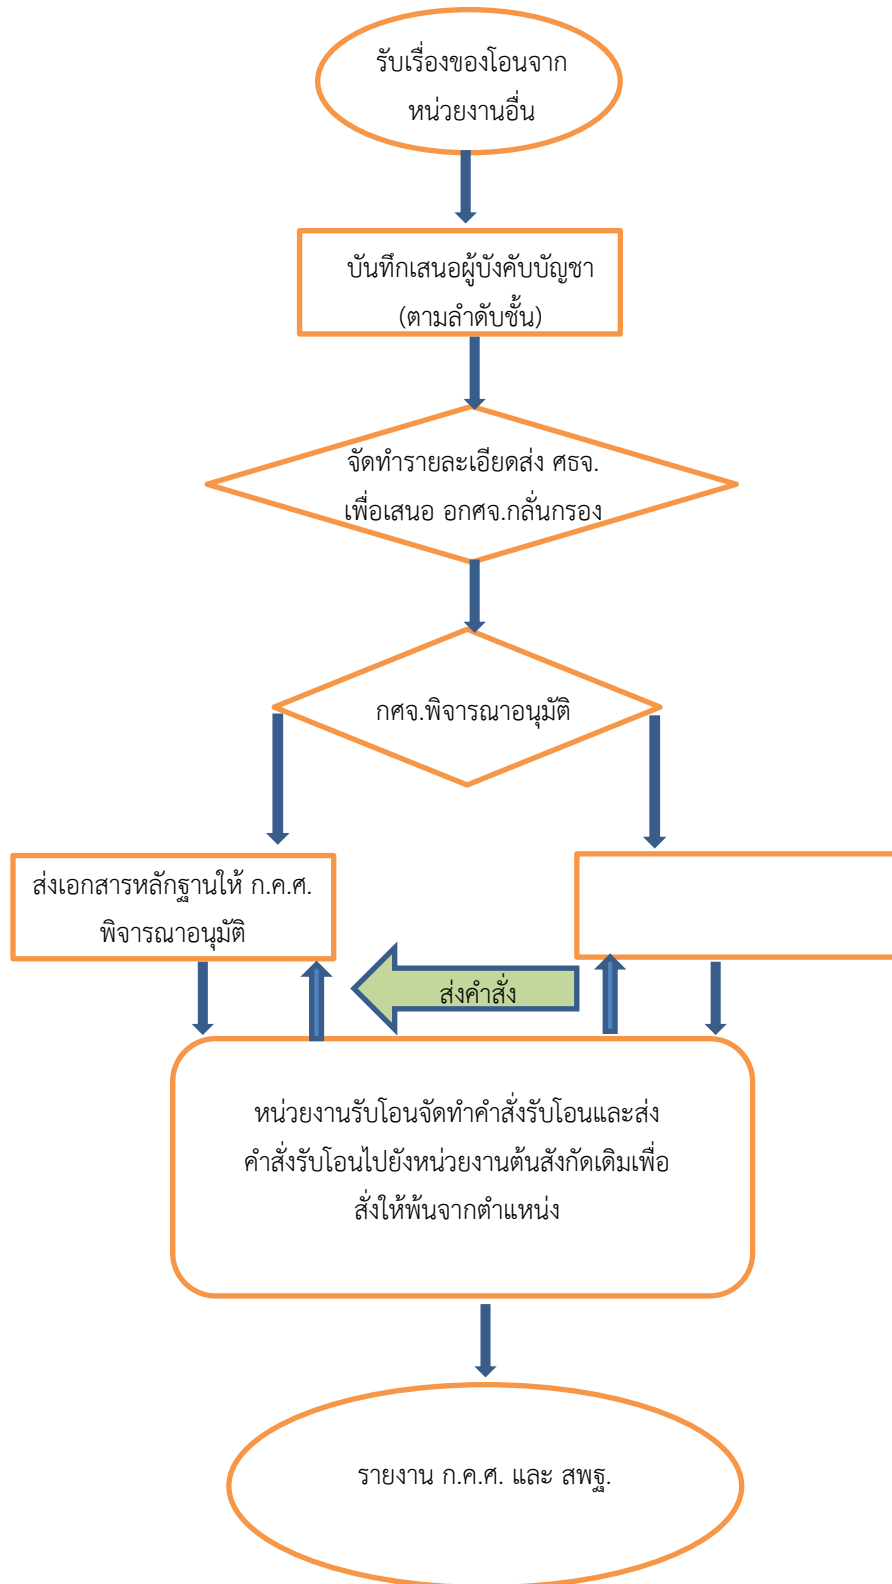 รับเรื่องของโอนจาก
หน่วยงานอื่น
บันทึกเสนอผู้บังคับบัญชา
(ตามลำดับชั้น)
จัดทำรายละเอียดส่ง ศธจ.
เพื่อเสนอ อกศจ.กลั่นกรอง
กศจ.พิจารณาอนุมัติ
ส่งเอกสารหลักฐานให้ ก.ค.ศ.
พิจารณาอนุมัติ
ส่งคำสั่ง
หน่วยงานรับโอนจัดทำคำสั่งรับโอนและส่ง
คำสั่งรับโอนไปยังหน่วยงานต้นสังกัดเดิมเพื่อ
สั่งให้พ้นจากตำแหน่ง
รายงาน ก.ค.ศ. และ สพฐ.